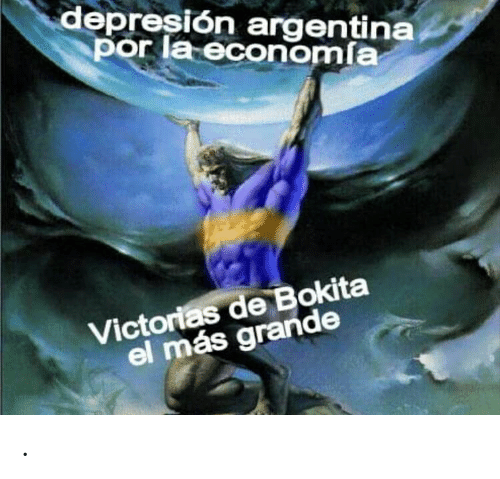 depresión argentina
por la economía
Victorias de Bokita
el más grande
.